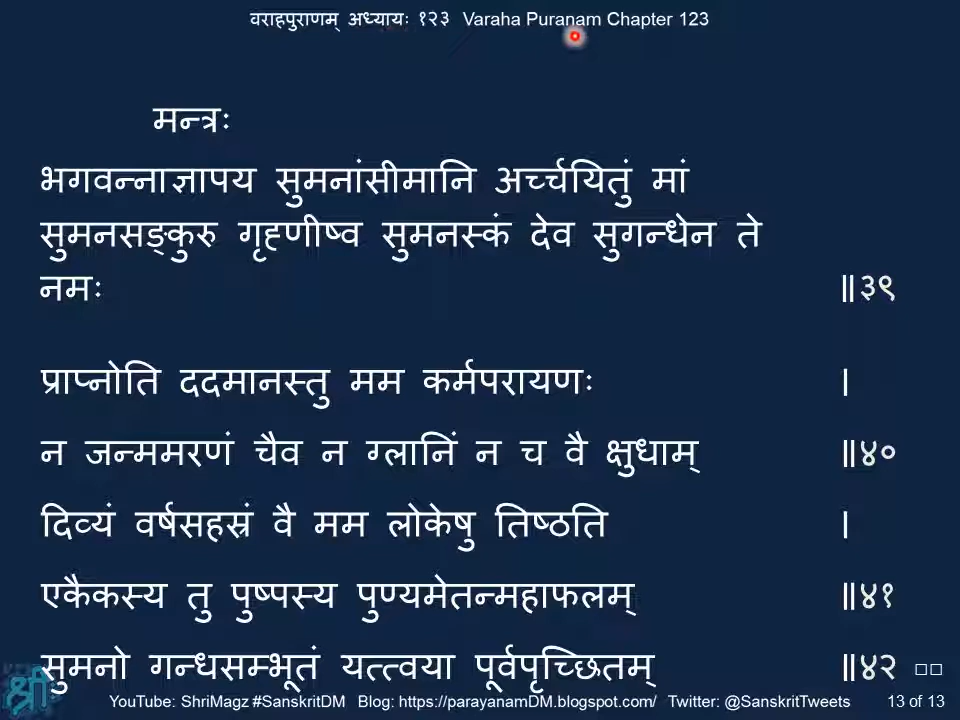 वराहपुराणम् अध्यायः १२३ Varaha Puranam Chapter 123
मन्त्रः
भगवन्नाज्ञापय सुमनांसीमानि अर्च्चयितुं मां
सुमनसङ्कुरु गृह्णीष्व सुमनस्कं देव सुगन्धेन ते
नमः ॥३९
प्राप्नोति ददमानस्तु मम कर्मपरायणः ।
न जन्ममरणं चैव न ग्लानिं न च वै क्षुधाम् ॥४०
दिव्यं वर्षसहस्रं वै मम लोकेषु तिष्ठति ।
एकैकस्य तु पुष्पस्य पुण्यमेतन्महाफलम् ॥४१
सुमनो गन्धसम्भूतं यत्त्वया पूर्वपृच्छितम् ॥४२
श्री
YouTube: ShriMagz #SanskritDM Blog: https://parayanamDM.blogspot.com/ Twitter: @SanskritTweets 13 of 13